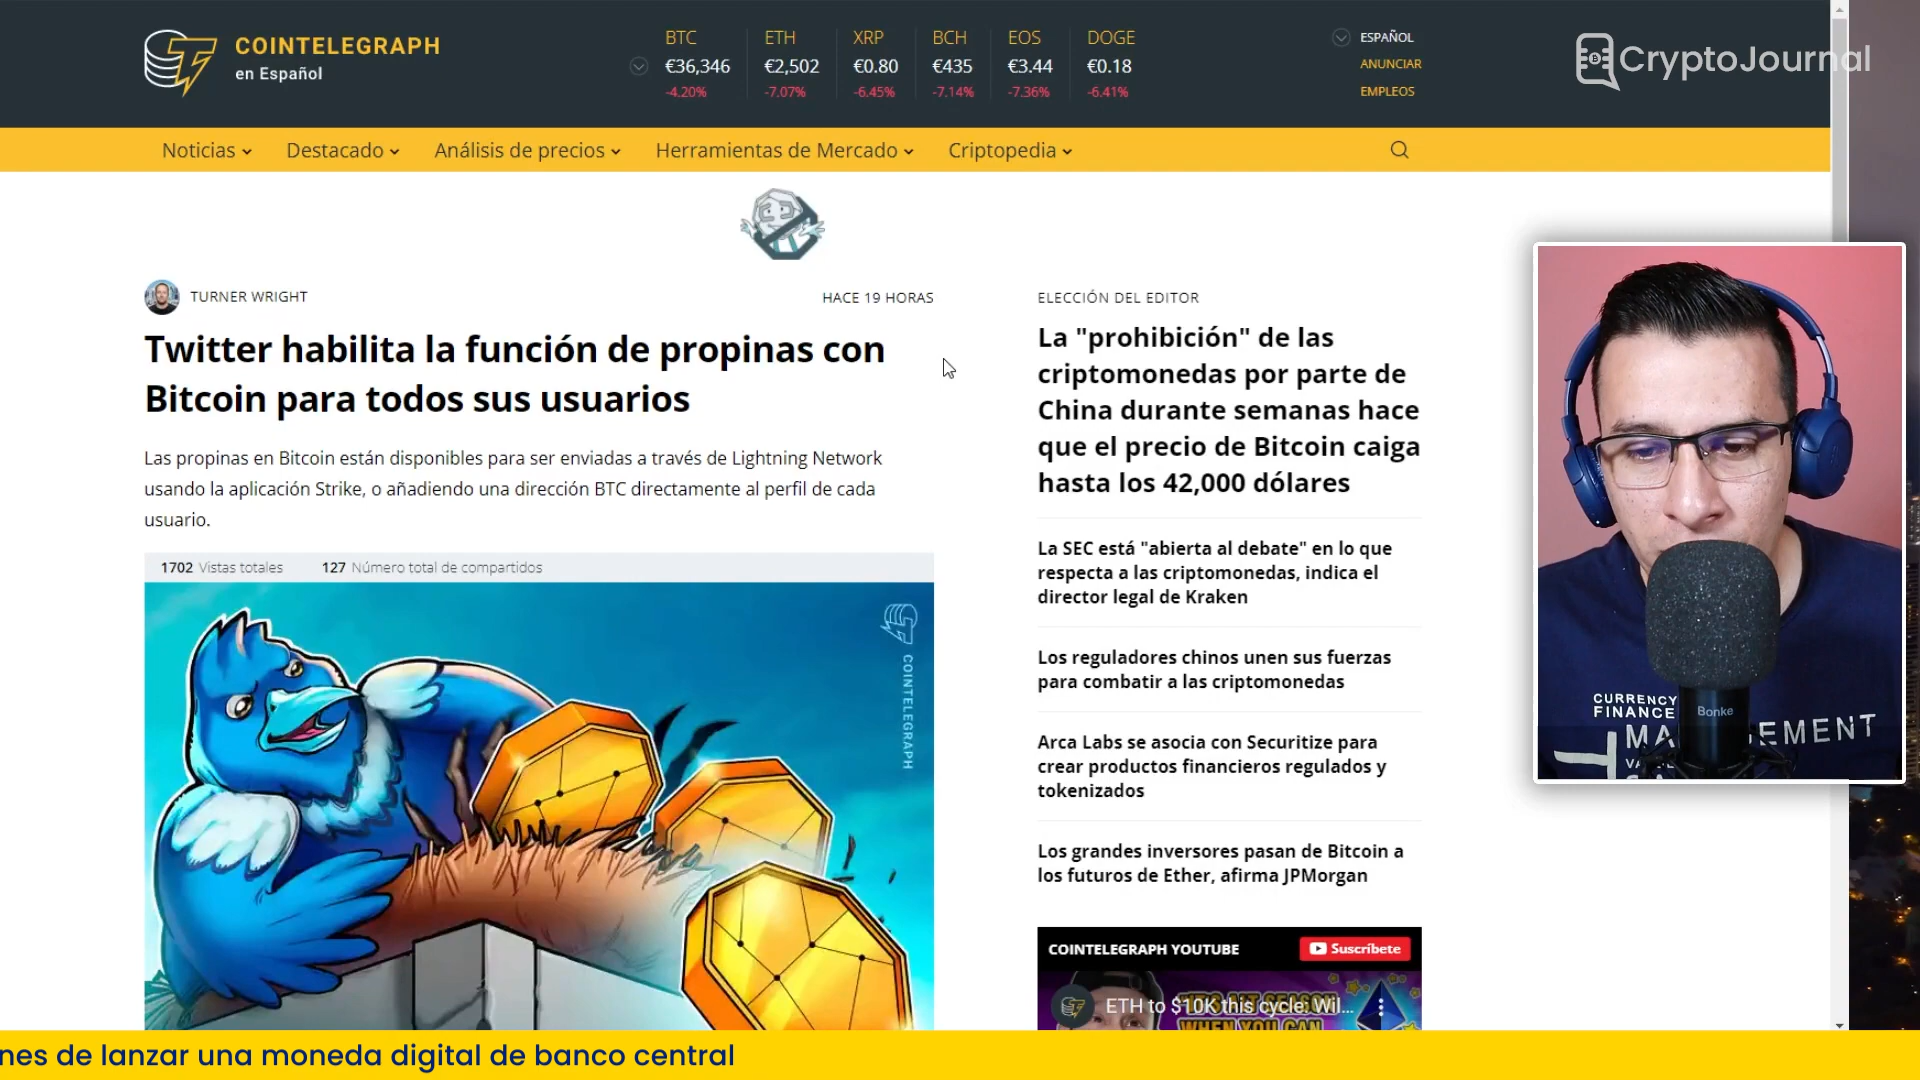 COINTELEGRAPH
en Español
BTC
€36,346
-4.20%
ETH
€2,502
-7.07%
XRP
€0.80
-6.45%
BCH
€435
-7.14%
EOS
€3.44
-7.36%
DOGE
€0.18
-6.41%
ESPAÑOL
ANUNCIAR
EMPLEOS
CryptoJournal
Noticias
Destacado
Análisis de precios
Herramientas de Mercado
Criptopedia
TURNER WRIGHT
HACE 19 HORAS
Twitter habilita la función de propinas con
Bitcoin para todos sus usuarios
Las propinas en Bitcoin están disponibles para ser enviadas a través de Lightning Network
usando la aplicación Strike, o añadiendo una dirección BTC directamente al perfil de cada
usuario.
1702 Vistas totales
127 Número total de compartidos
COINTELEGRAPH
ELECCIÓN DEL EDITOR
La "prohibición" de las
criptomonedas por parte de
China durante semanas hace
que el precio de Bitcoin caiga
hasta los 42,000 dólares
La SEC está "abierta al debate" en lo que
respecta a las criptomonedas, indica el
director legal de Kraken
Los reguladores chinos unen sus fuerzas
para combatir a las criptomonedas
Arca Labs se asocia con Securitize para
crear productos financieros regulados y
tokenizados
Los grandes inversores pasan de Bitcoin a
los futuros de Ether, afirma JPMorgan
COINTELEGRAPH YOUTUBE
Suscríbete
ETH to $10K this cycle: Wil...
WHEN YOU CAN
CURRENCY
FINANCE
Bonke
nes de lanzar una moneda digital de banco central